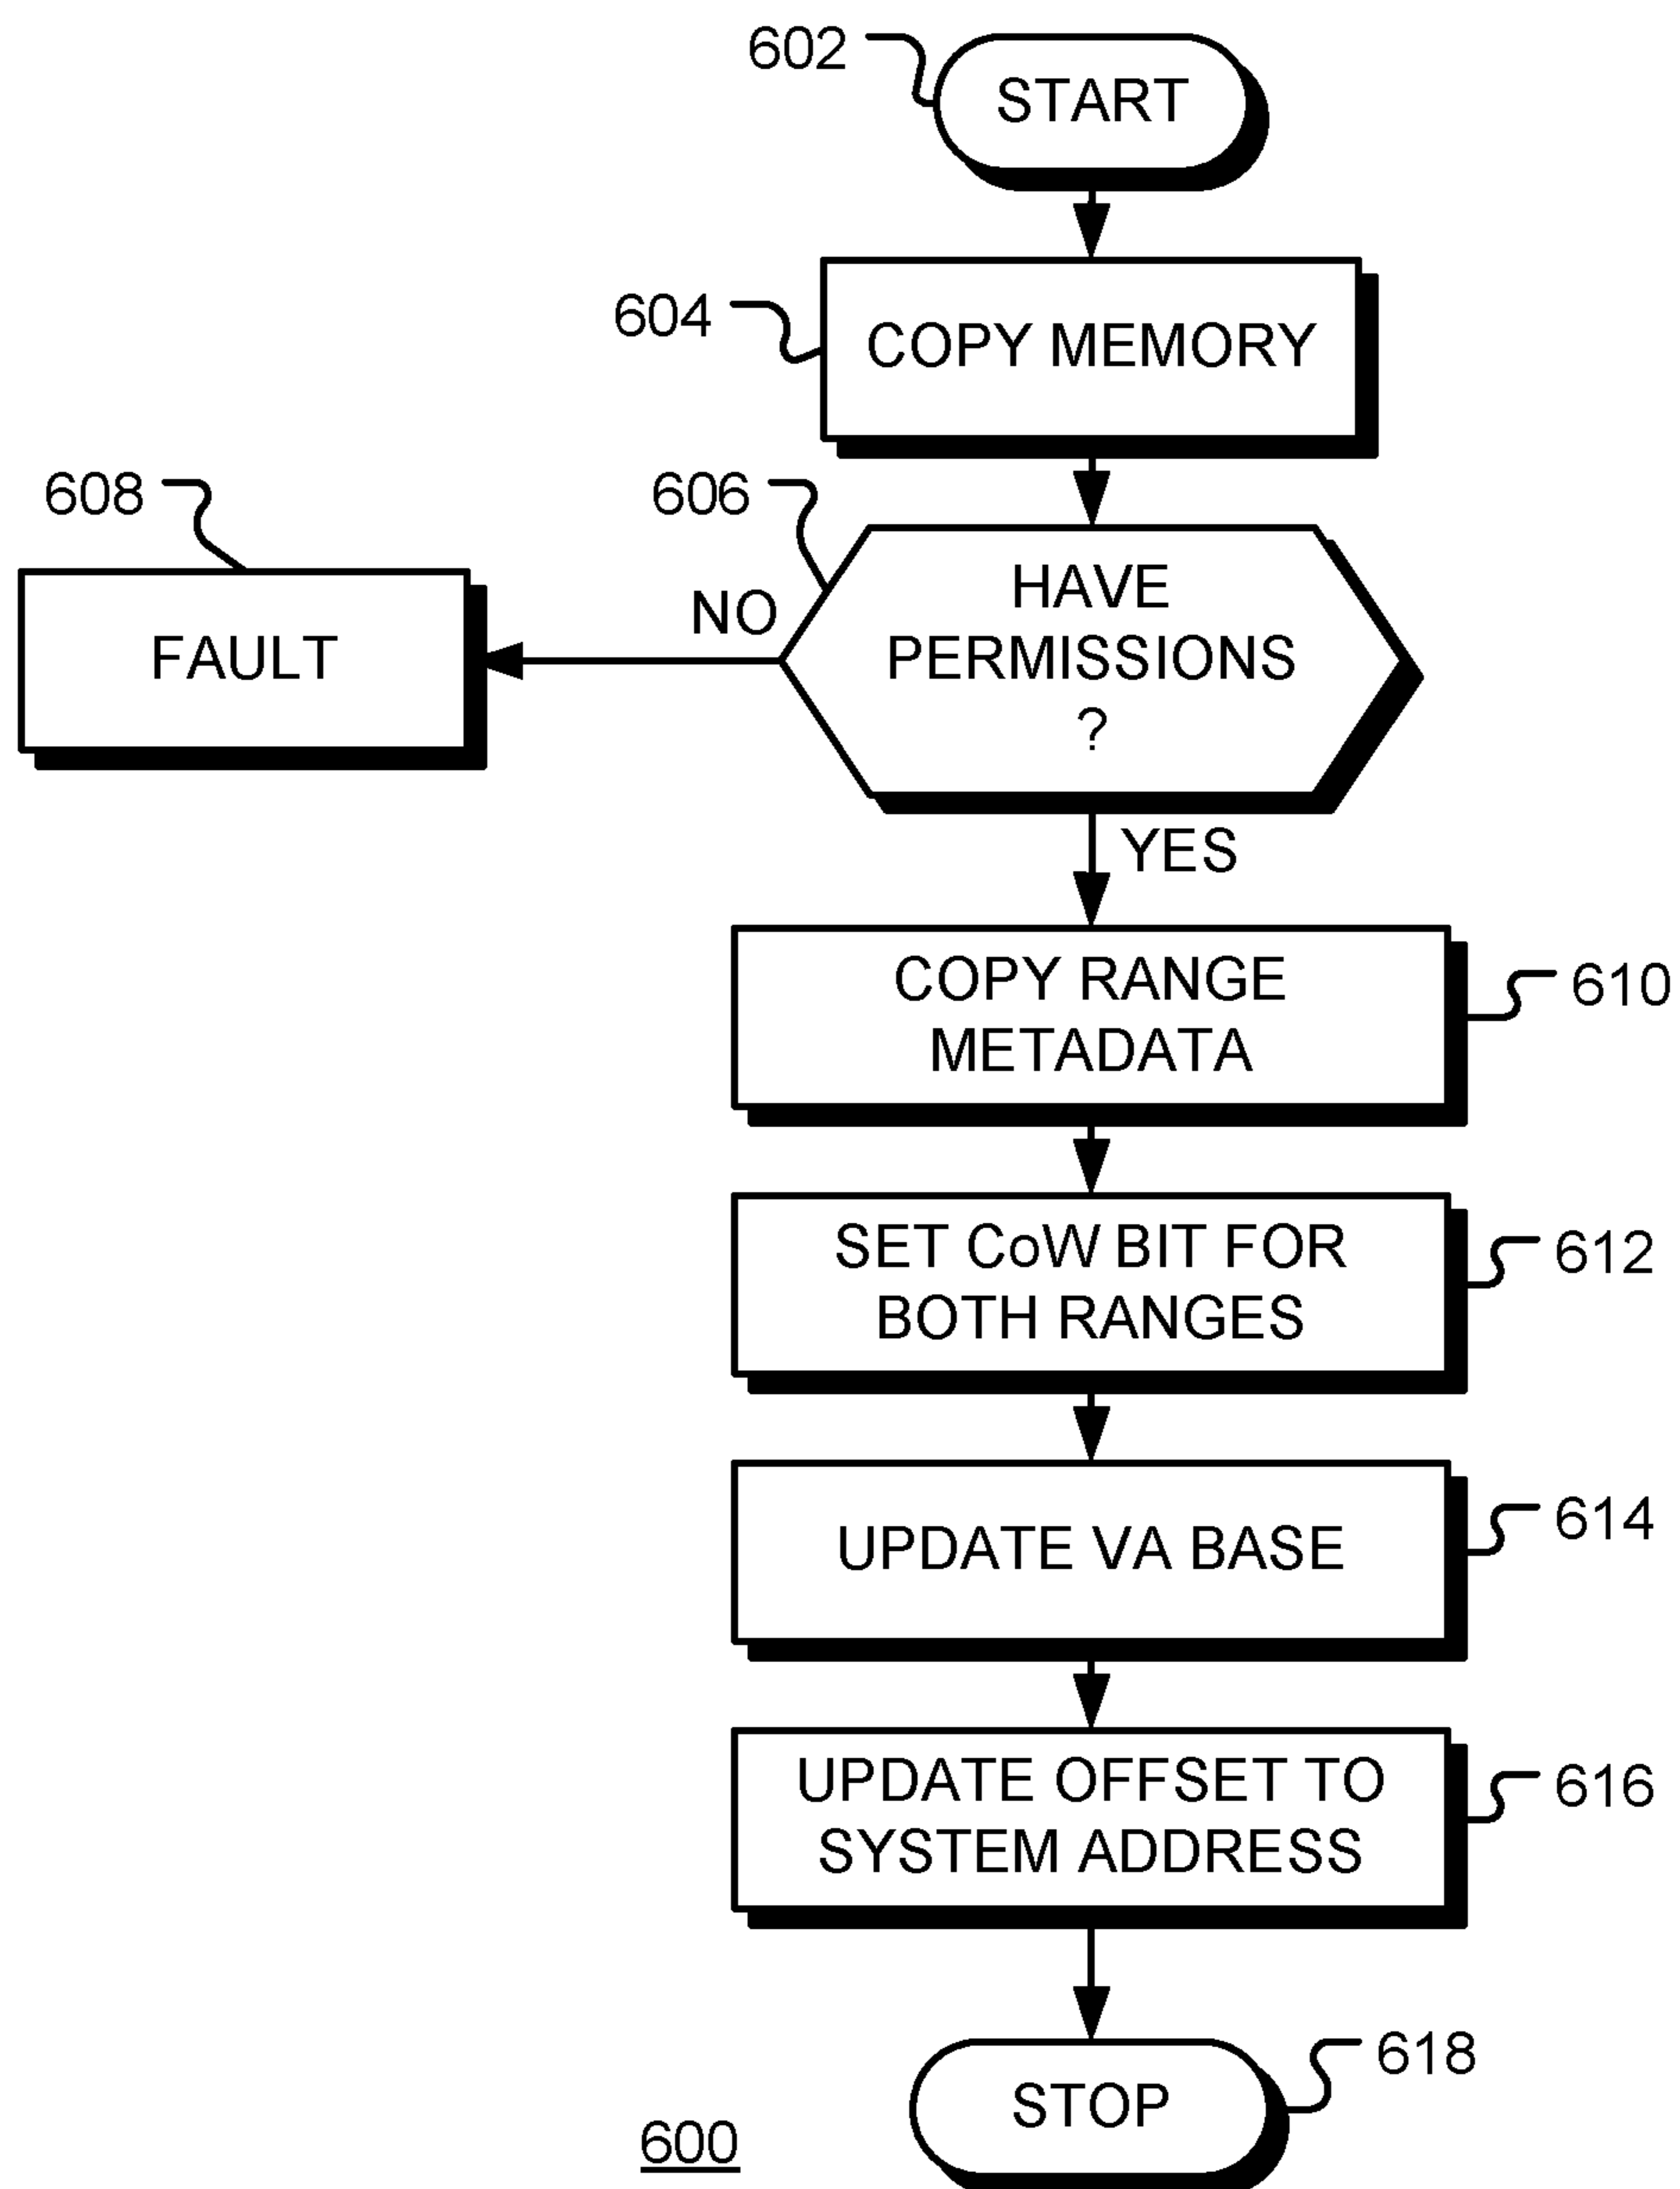 602
START
604
COPY MEMORY
608
606
HAVE
NO
PERMISSIONS
FAULT
?
YES
COPY RANGE
610
METADATA
SET CoW BIT FOR
612
BOTH RANGES
UPDATE VA BASE
614
UPDATE OFFSET TO
616
SYSTEM ADDRESS
618
STOP
600